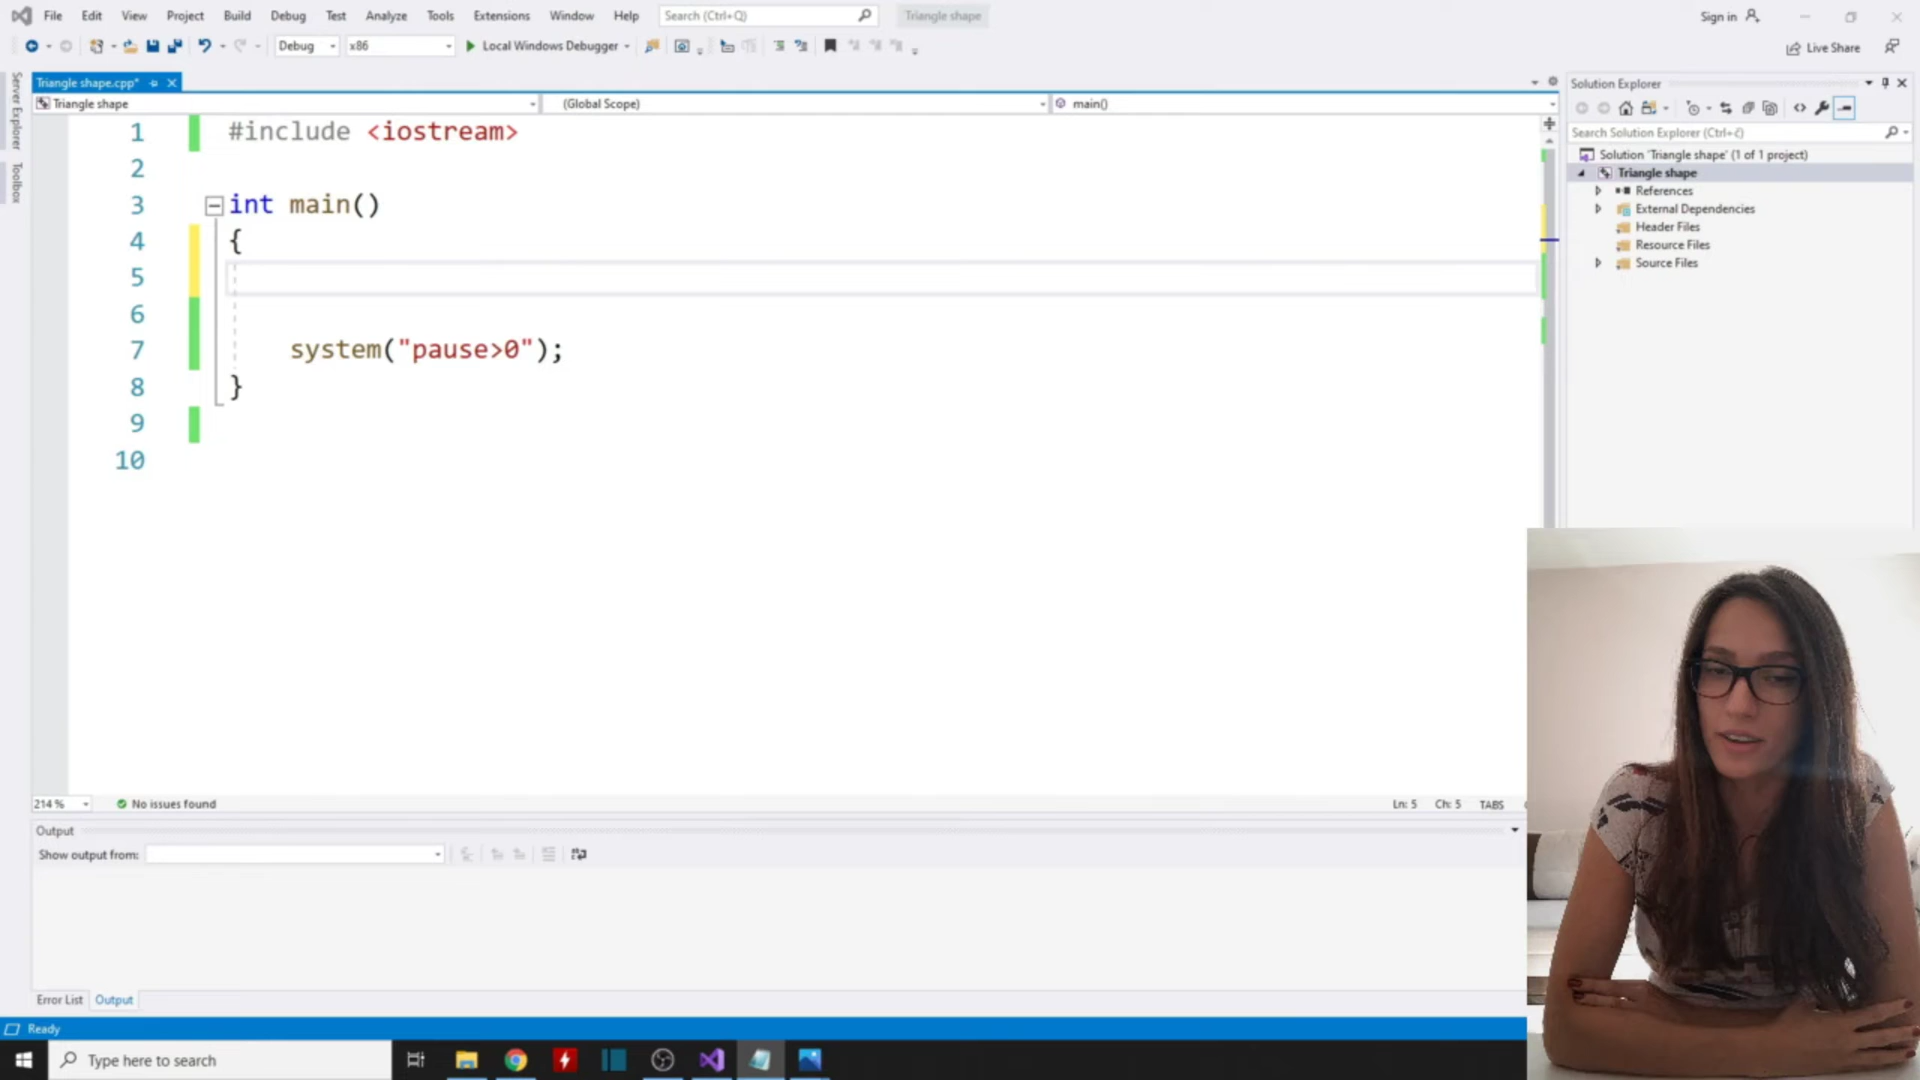 File Edit View Project Build Debug Test Analyze Tools Extensions Window Help Search (Ctrl+Q) Triangle shape Sign in
Debug x86 Local Windows Debugger Live Share
Server Explorer
Toolbox
Triangle shape.cpp*
Triangle shape (Global Scope) main()
1 #include <iostream>
2
3 int main()
4 {
5
6
7 system("pause>0");
8 }
9
10
Solution Explorer
Search Solution Explorer (Ctrl+č)
Solution 'Triangle shape' (1 of 1 project)
Triangle shape
References
External Dependencies
Header Files
Resource Files
Source Files
214 % No issues found Ln: 5 Ch: 5 TABS
Output
Show output from:
Error List Output
Ready
Type here to search